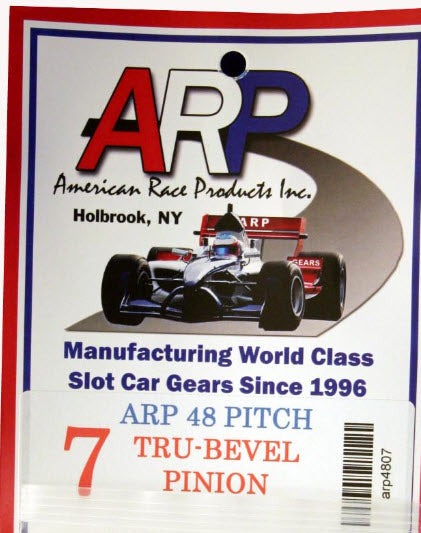 ARP
American Race Products Inc.
Holbrook, NY
ARP
GEARS
Manufacturing World Class
Slot Car Gears Since 1996
7
ARP 48 PITCH
TRU-BEVEL
PINION
arp4807